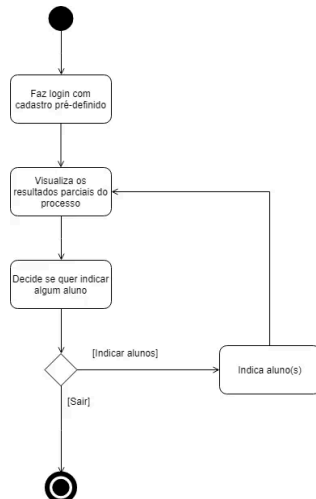 Faz login com
cadastro pré-definido
Visualiza os
resultados parciais do
processo
Decide se quer indicar
algum aluno
[Indicar alunos]
Indica aluno(s)
[Sair]